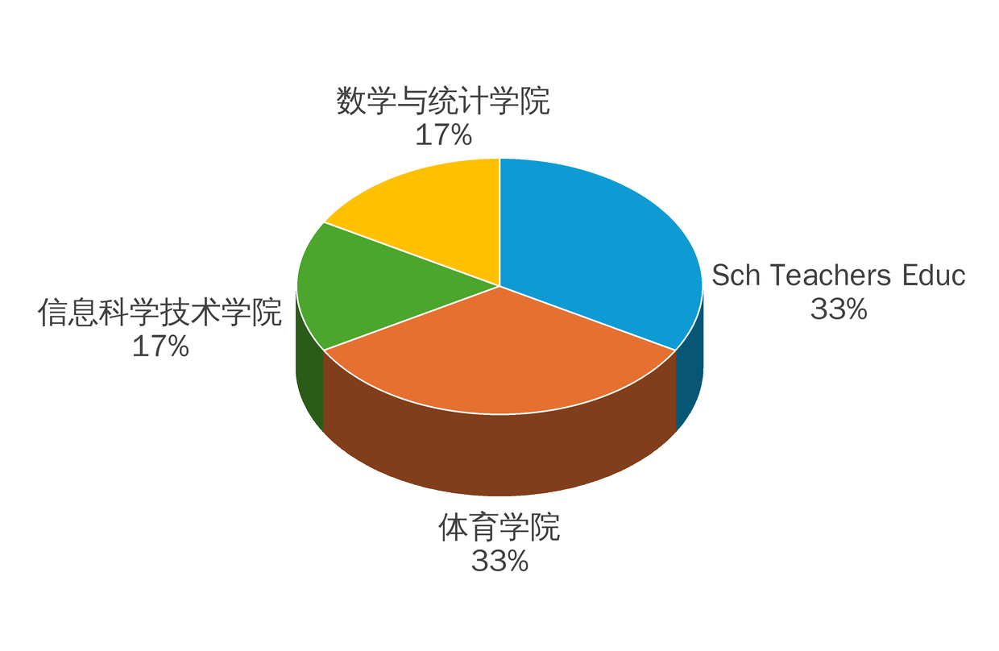 数学与统计学院
17%
Sch Teachers Educ
33%
信息科学技术学院
17%
体育学院
33%